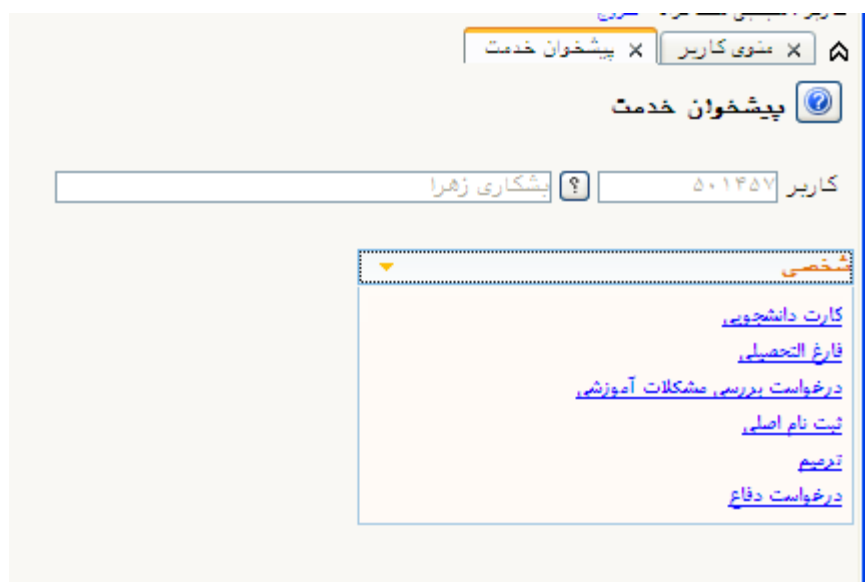 منوی کاربر
پیشخوان خدمت
پیشخوان خدمت
کاربر ۵۰۱۴۵۷ ؟ بشکاری زهرا
شخصی
کارت دانشجویی
فارغ التحصیلی
درخواست بررسی مشکلات آموزشی
ثبت نام اصلی
ترمیم
درخواست دفاع